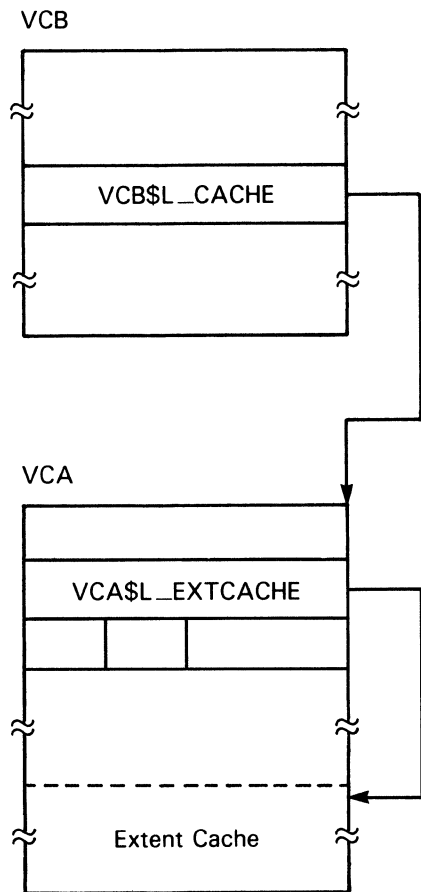 VCB
VCB$L_CACHE
VCA
VCA$L_EXTCACHE
Extent Cache